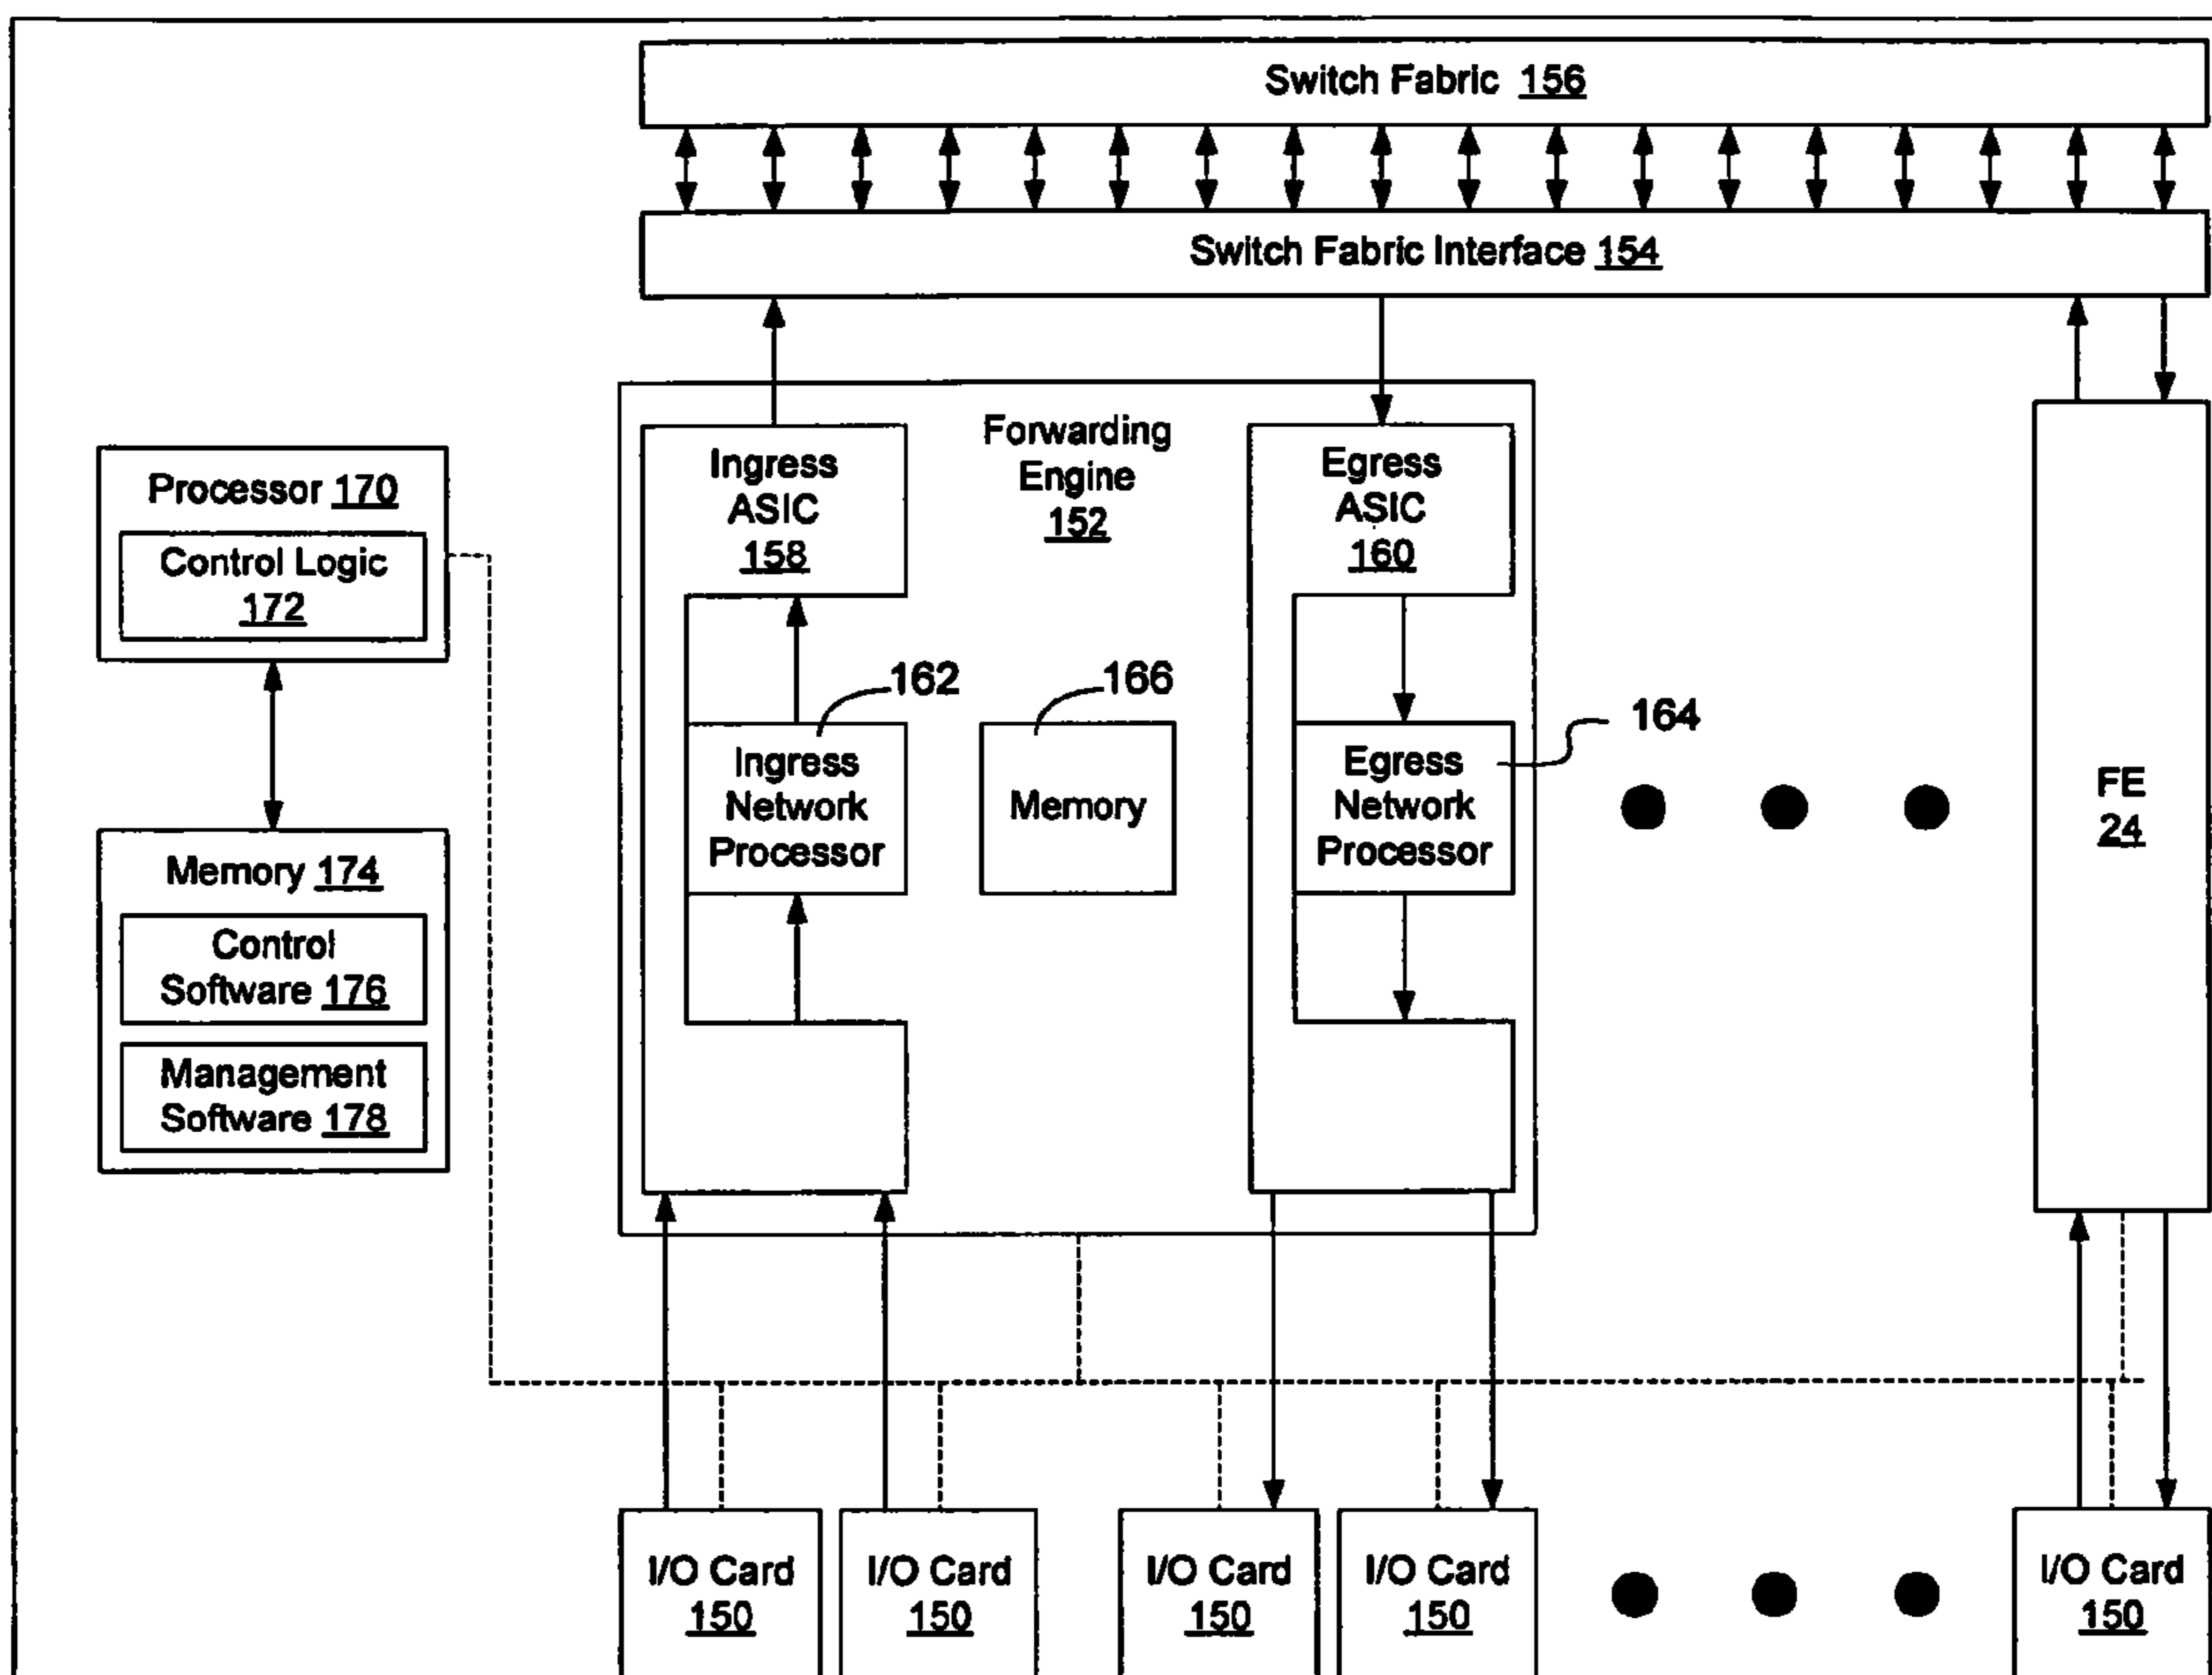 Switch Fabric 156
Switch Fabric Interface 154
Processor 170
Control Logic
172
Memory 174
Control
Software 176
Management
Software 178
Ingress
ASIC
158
Forwarding
Engine
152
Egress
ASIC
160
162
166
164
Ingress
Network
Processor
Memory
Egress
Network
Processor
FE
24
I/O Card
150
I/O Card
150
I/O Card
150
I/O Card
150
I/O Card
150